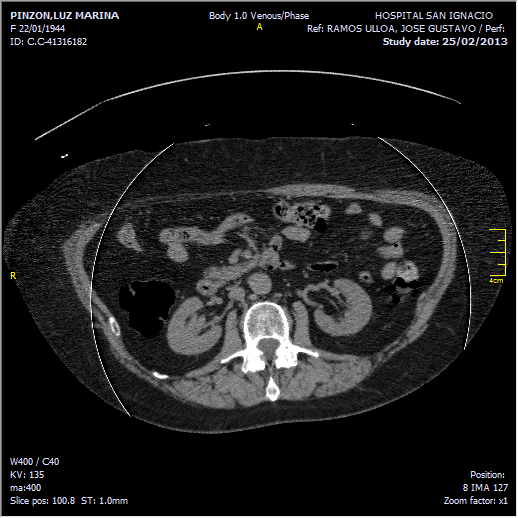 PINZON,LUZ MARINA
F 22/01/1944
ID: C.C-41316182
Body 1.0 Venous/Phase
A
HOSPITAL SAN IGNACIO
Ref: RAMOS ULLOA, JOSE GUSTAVO / Perf:
Study date: 25/02/2013
R
4cm
W400 / C40
KV: 135
ma:400
Slice pos: 100.8 ST: 1.0mm
Position:
8 IMA 127
Zoom factor: x1